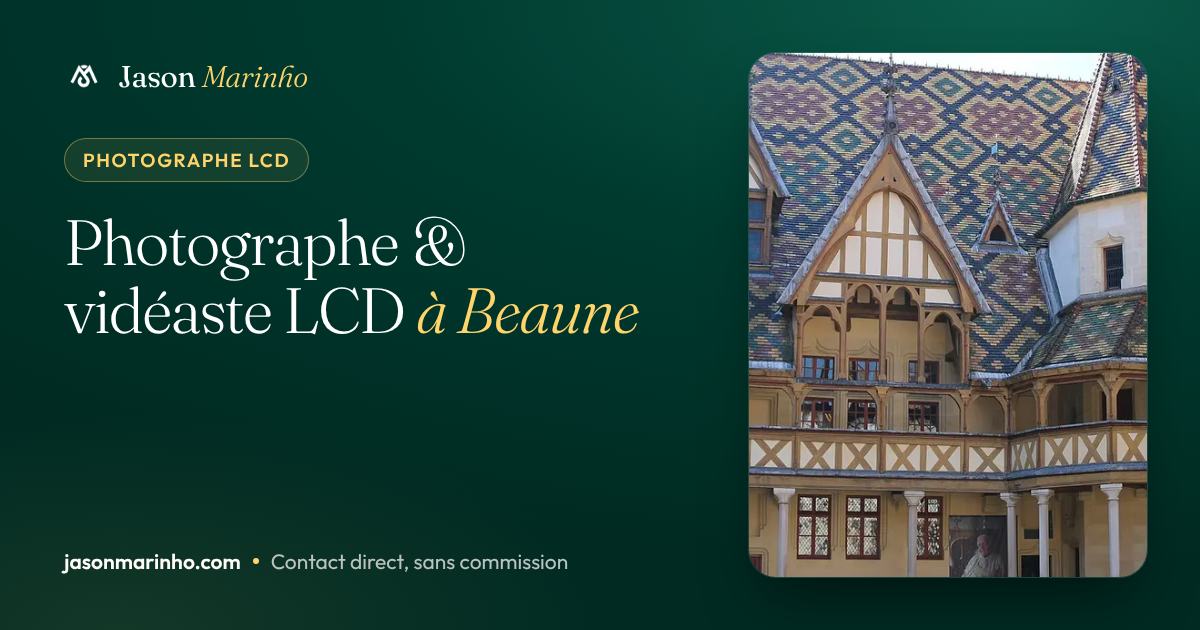 Jason Marinho
PHOTOGRAPHE LCD
Photographe &
vidéaste LCD à Beaune
jasonmarinho.com • Contact direct, sans commission